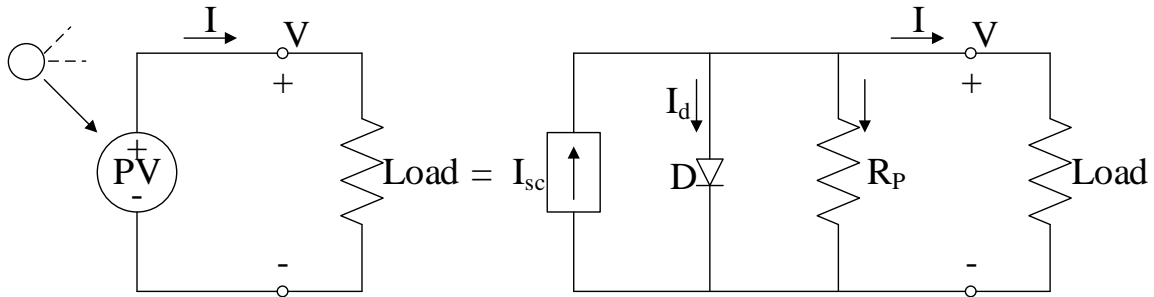 I V I V
+ +
I_d
+
PV Load = I_sc D R_P Load
-
- -